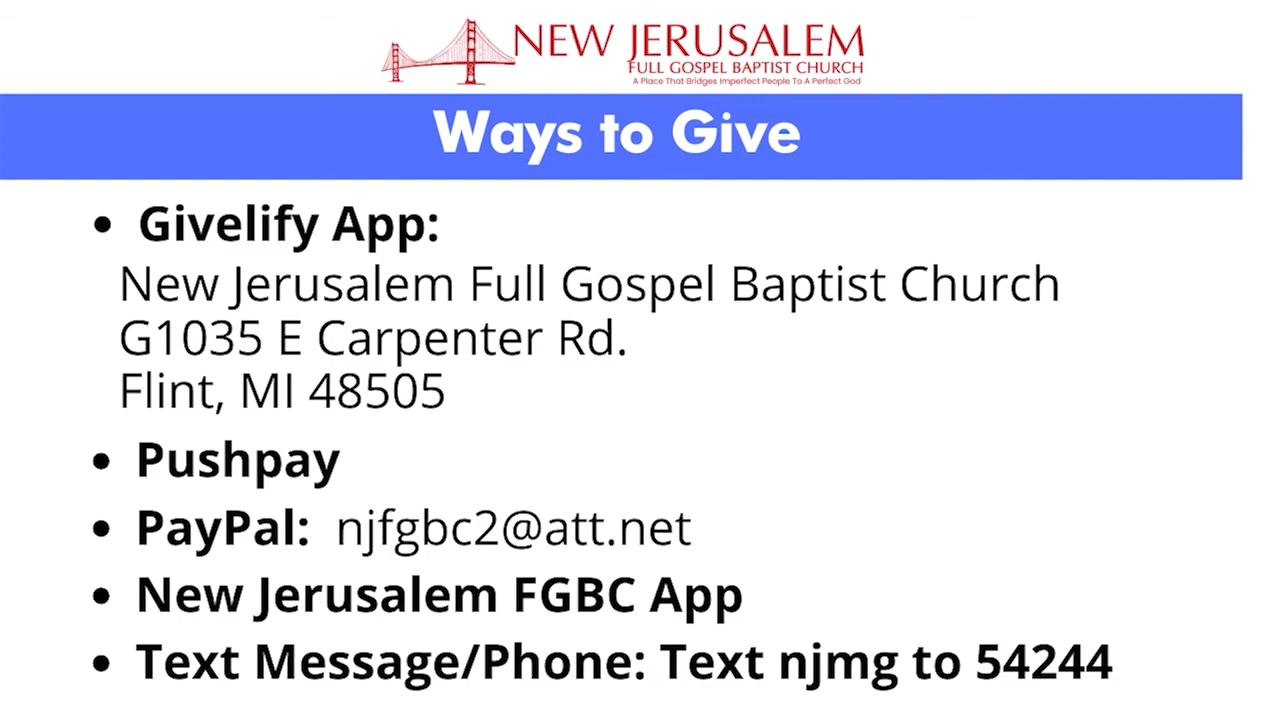 NEW JERUSALEM
FULL GOSPEL BAPTIST CHURCH
A Place That Bridges Imperfect People To A Perfect God
Ways to Give
• Givelify App:
New Jerusalem Full Gospel Baptist Church
G1035 E Carpenter Rd.
Flint, MI 48505
• Pushpay
• PayPal: njfgbc2@att.net
• New Jerusalem FGBC App
• Text Message/Phone: Text njmg to 54244